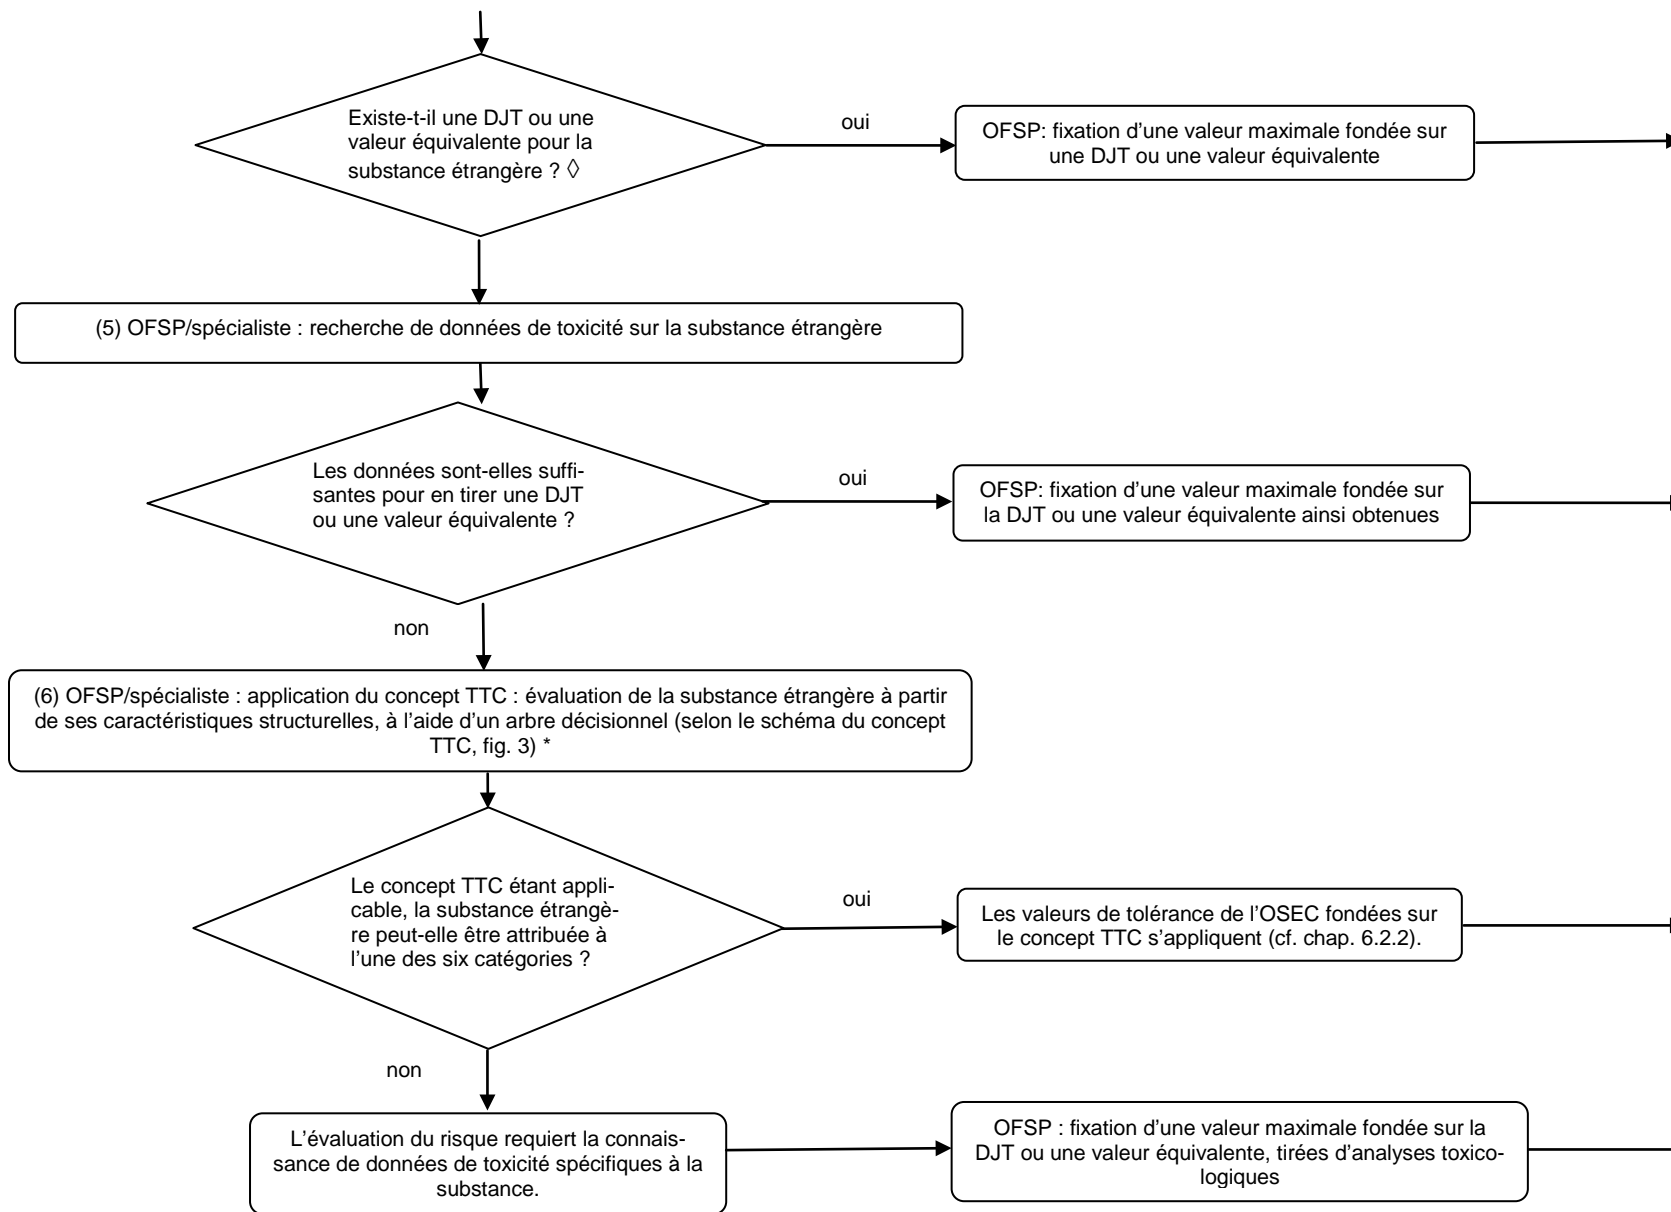 Existe-t-il une DJT ou une
valeur équivalente pour la
substance étrangère ? ◊
oui
OFSP: fixation d’une valeur maximale fondée sur
une DJT ou une valeur équivalente
(5) OFSP/spécialiste : recherche de données de toxicité sur la substance étrangère
Les données sont-elles suffi-
santes pour en tirer une DJT
ou une valeur équivalente ?
oui
OFSP: fixation d’une valeur maximale fondée sur
la DJT ou une valeur équivalente ainsi obtenues
non
(6) OFSP/spécialiste : application du concept TTC : évaluation de la substance étrangère à partir
de ses caractéristiques structurelles, à l’aide d’un arbre décisionnel (selon le schéma du concept
TTC, fig. 3) *
Le concept TTC étant appli-
cable, la substance étrangè-
re peut-elle être attribuée à
l’une des six catégories ?
oui
Les valeurs de tolérance de l’OSEC fondées sur
le concept TTC s’appliquent (cf. chap. 6.2.2).
non
L’évaluation du risque requiert la connais-
sance de données de toxicité spécifiques à la
substance.
OFSP : fixation d’une valeur maximale fondée sur la
DJT ou une valeur équivalente, tirées d’analyses toxico-
logiques